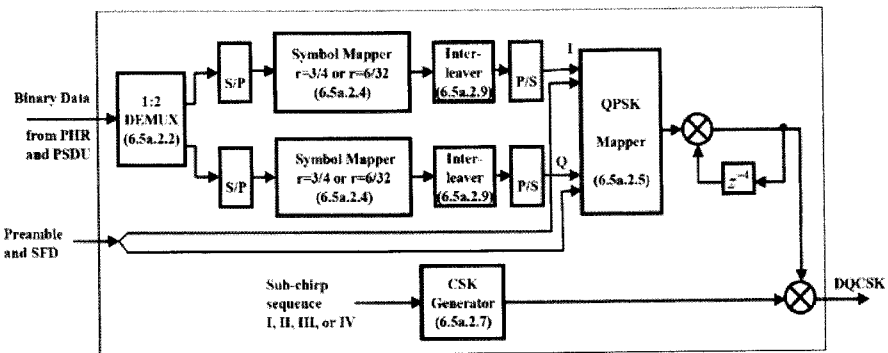 Binary Data
from PHR
and PSDU
1:2
DEMUX
(6.5a.2.2)
S/P
Symbol Mapper
r=3/4 or r=6/32
(6.5a.2.4)
Inter-
leaver
(6.5a.2.9)
P/S
I
S/P
Symbol Mapper
r=3/4 or r=6/32
(6.5a.2.4)
Inter-
leaver
(6.5a.2.9)
P/S
Q
QPSK
Mapper
(6.5a.2.5)
z⁻⁴
Preamble
and SFD
Sub-chirp
sequence
I, II, III, or IV
CSK
Generator
(6.5a.2.7)
DQCSK